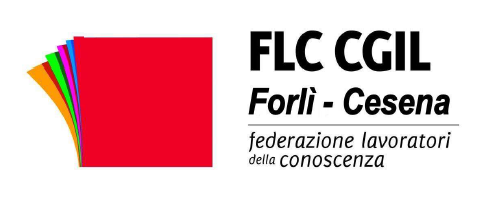 FLC CGIL
Forlì - Cesena
federazione lavoratori
della conoscenza